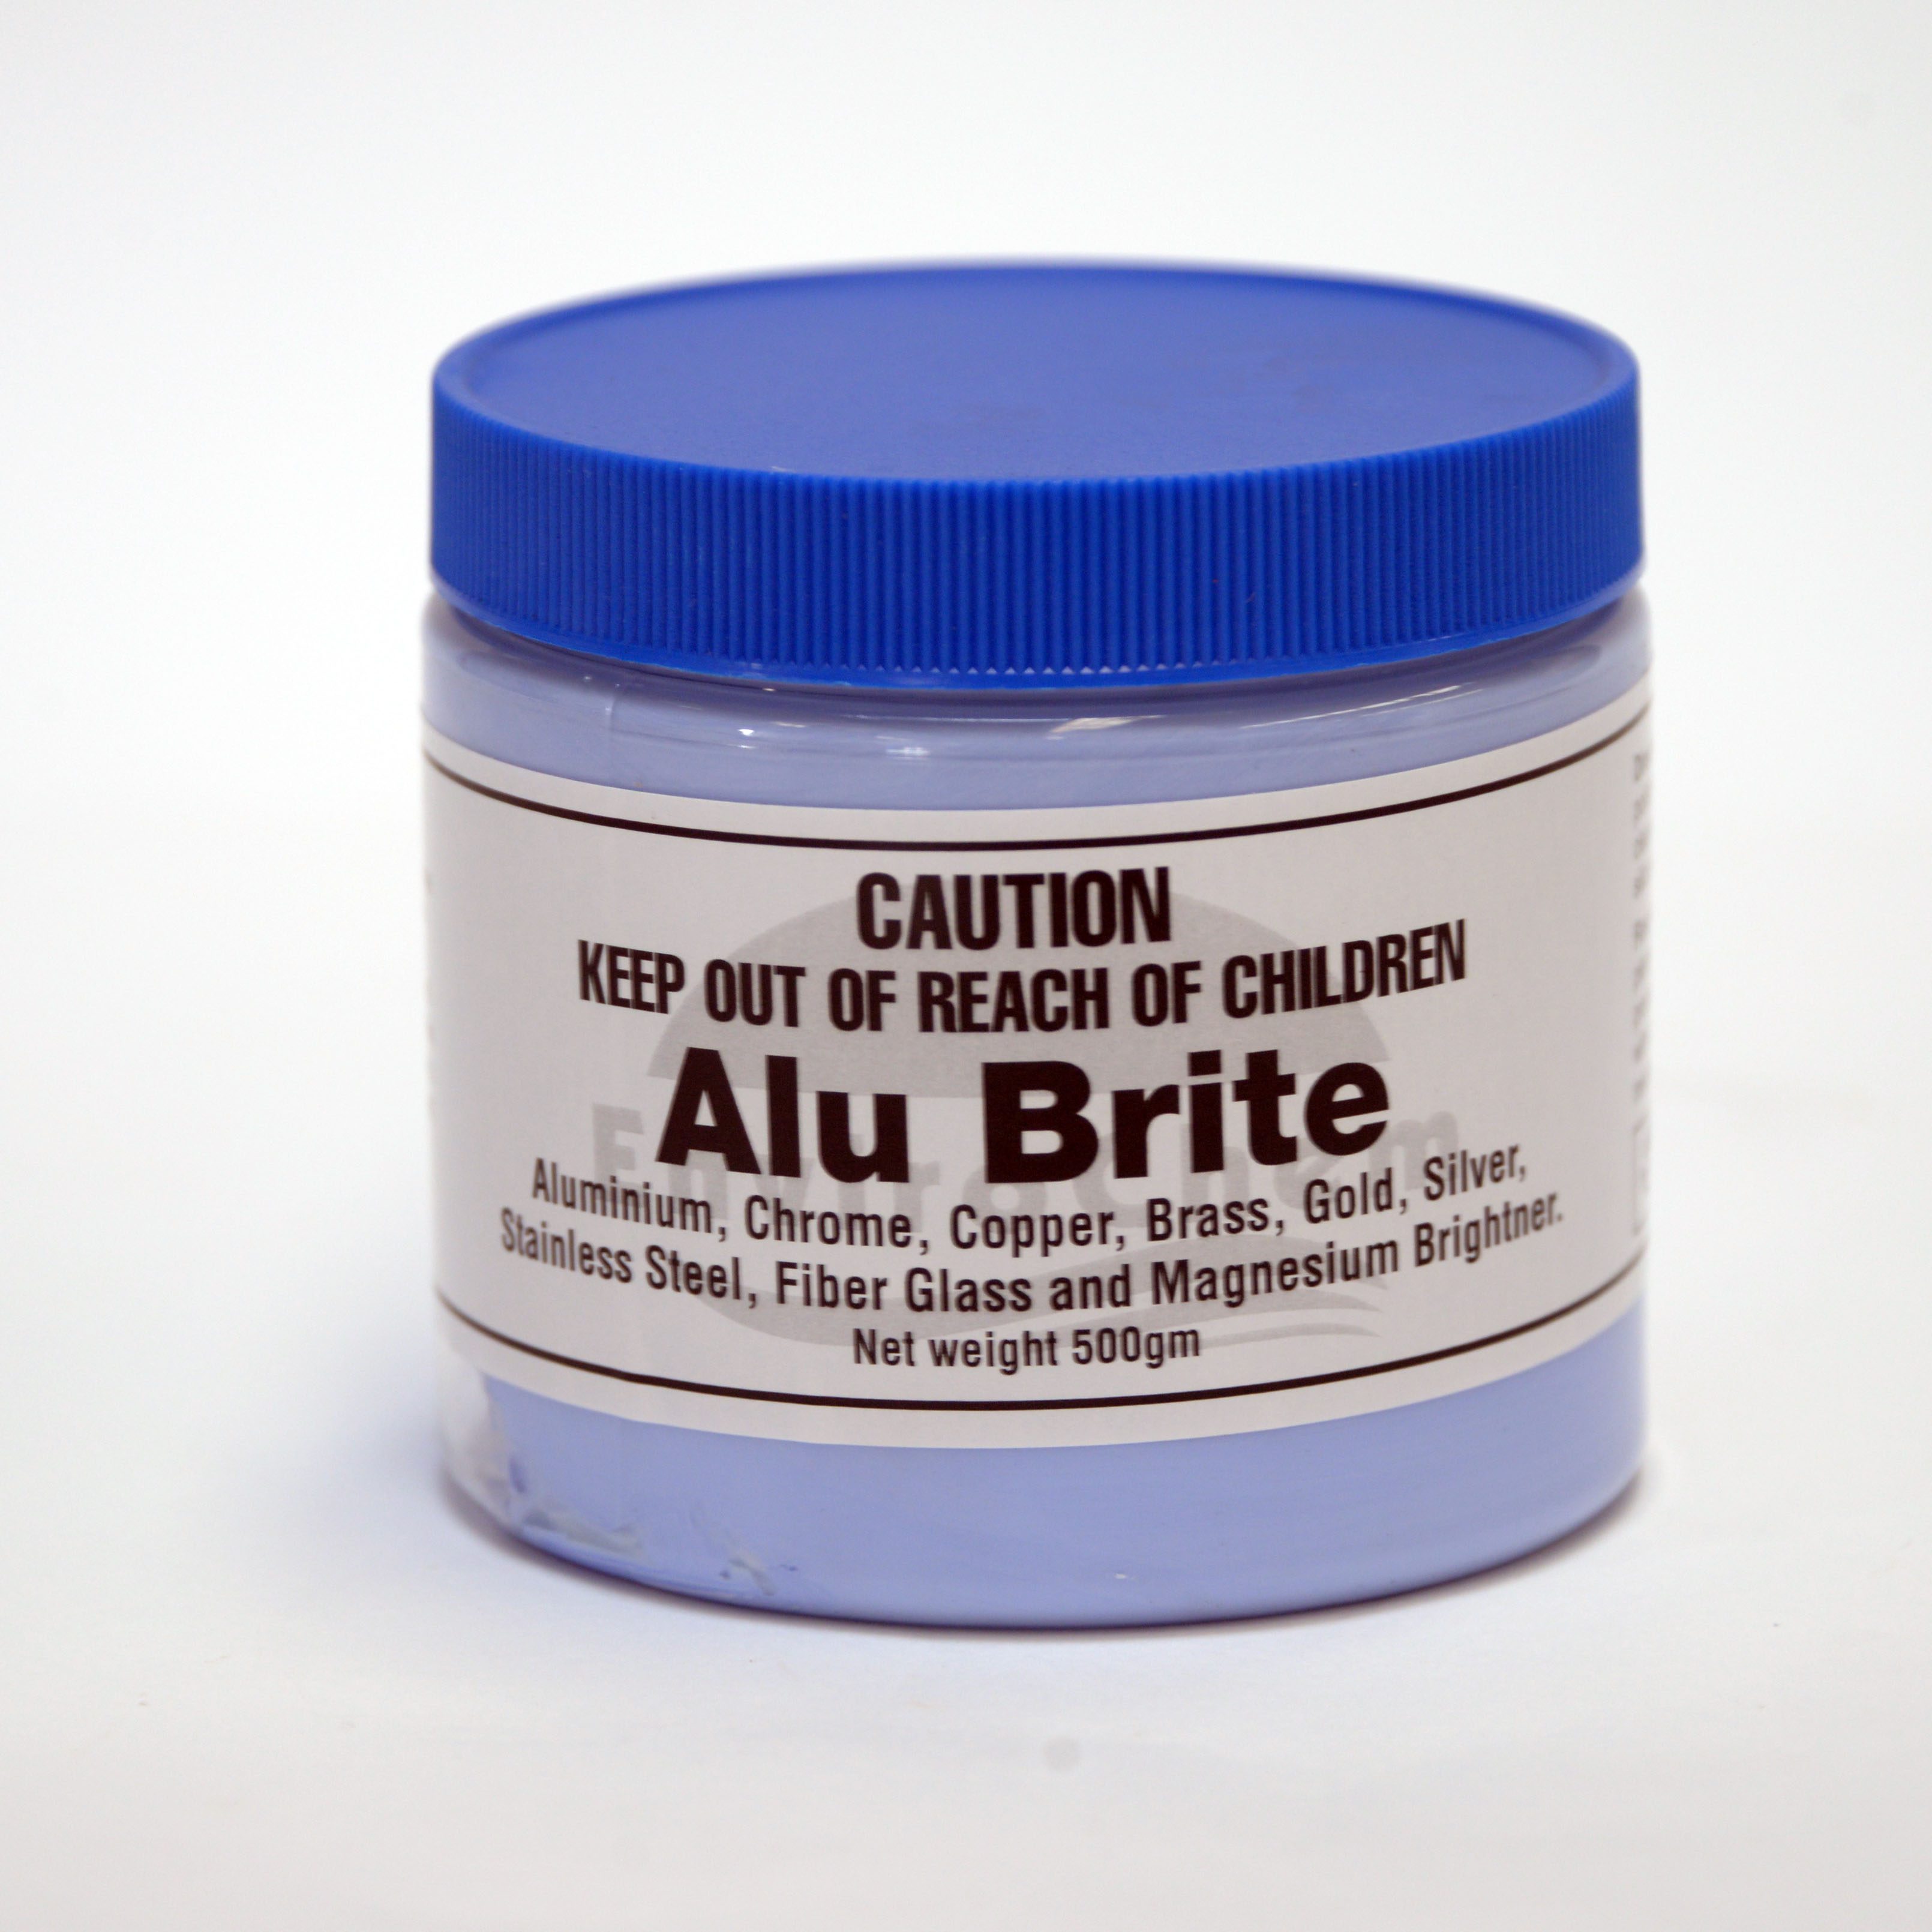 CAUTION
KEEP OUT OF REACH OF CHILDREN
Alu Brite
EnviroChem
Aluminium, Chrome, Copper, Brass, Gold, Silver,
Stainless Steel, Fiber Glass and Magnesium Brightner.
Net weight 500gm